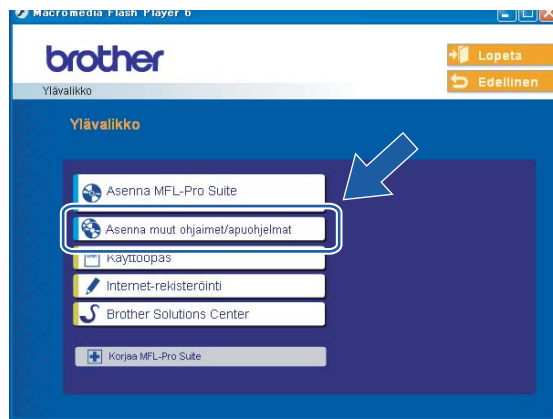 Macromedia Flash Player 6
brother
Lopeta
Edellinen
Ylävalikko
Ylävalikko
Asenna MFL-Pro Suite
Asenna muut ohjaimet/apuohjelmat
Käyttöopas
Internet-rekisteröinti
Brother Solutions Center
Korjaa MFL-Pro Suite